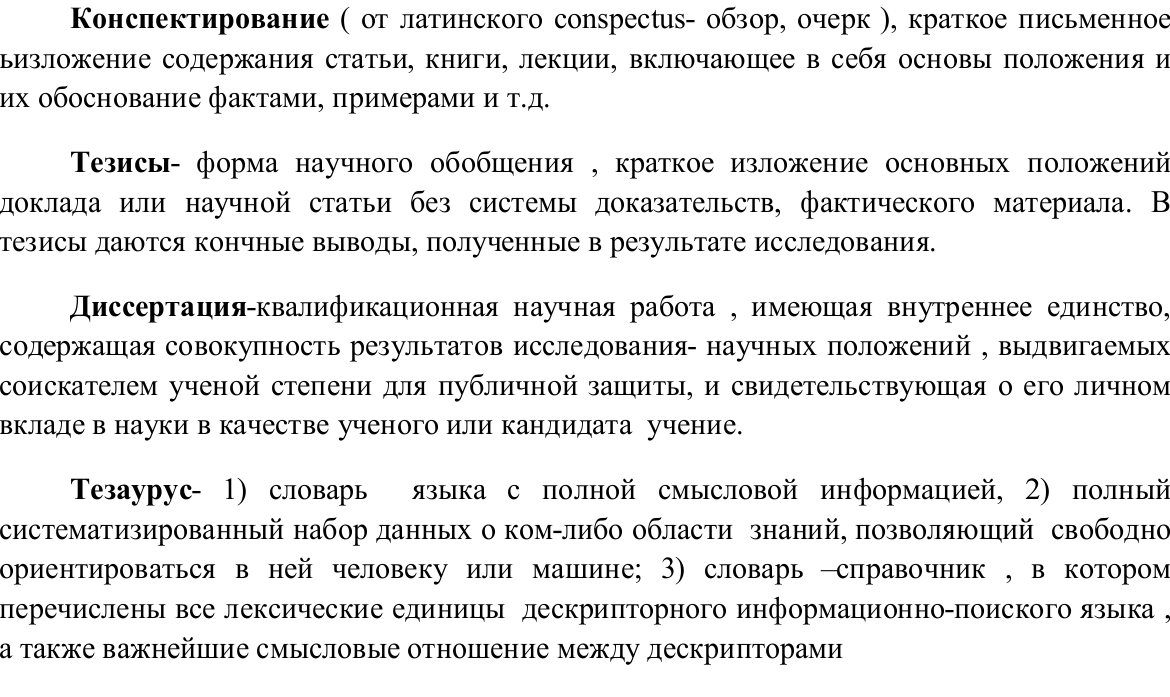 Конспектирование ( от латинского conspectus- обзор, очерк ), краткое письменное
ьизложение содержания статьи, книги, лекции, включающее в себя основы положения и
их обоснование фактами, примерами и т.д.
Тезисы- форма научного обобщения , краткое изложение основных положений
доклада или научной статьи без системы доказательств, фактического материала. В
тезисы даются кончные выводы, полученные в результате исследования.
Диссертация-квалификационная научная работа , имеющая внутреннее единство,
содержащая совокупность результатов исследования- научных положений , выдвигаемых
соискателем ученой степени для публичной защиты, и свидетельствующая о его личном
вкладе в науки в качестве ученого или кандидата учение.
Тезаурус- 1) словарь языка с полной смысловой информацией, 2) полный
систематизированный набор данных о ком-либо области знаний, позволяющий свободно
ориентироваться в ней человеку или машине; 3) словарь –справочник , в котором
перечислены все лексические единицы дескрипторного информационно-поиского языка ,
а также важнейшие смысловые отношение между дескрипторами